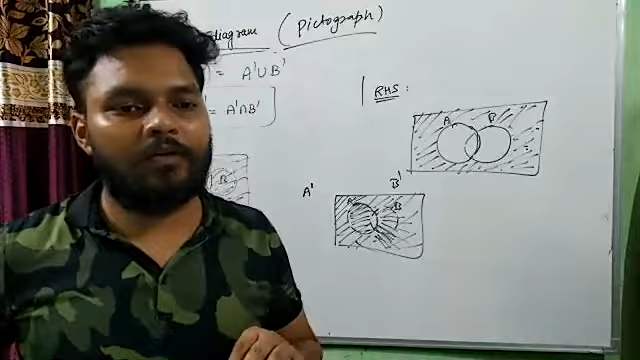 diagram (Pictograph)
) = A'UB'
= A'∩B'
RHS :
A B
B
A' B'
A B